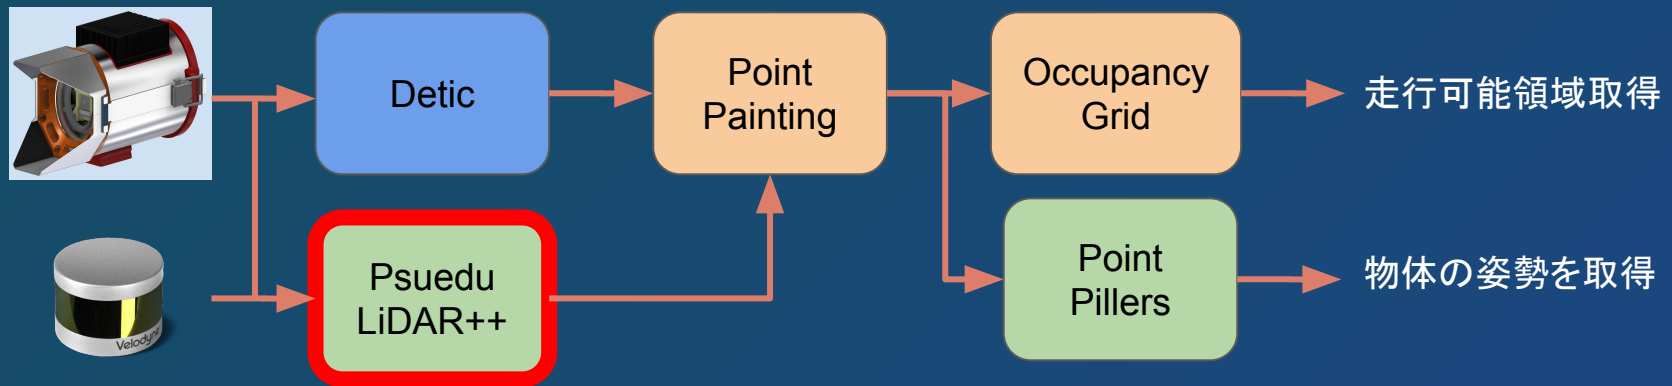 Detic
Point
Painting
Occupancy
Grid
走行可能領域取得
Psuedu
LiDAR++
Point
Pillers
物体の姿勢を取得
Velodyne